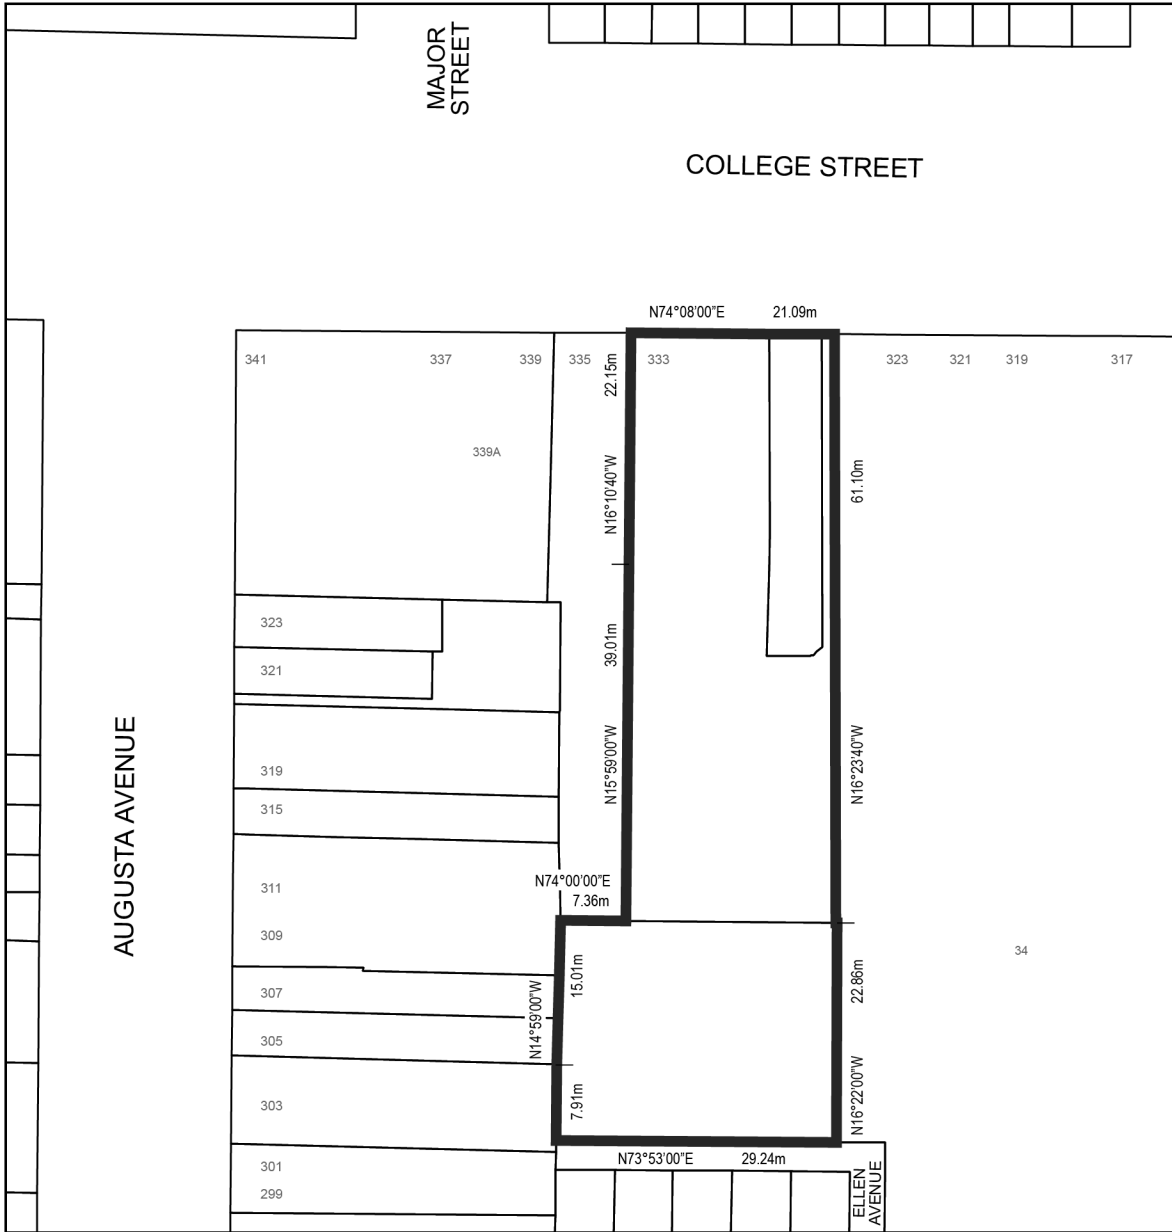 MAJOR
STREET
COLLEGE STREET
N74°08'00"E 21.09m
341 337 339 335 333 323 321 319 317
22.15m
339A
N16°10'40"W
61.10m
323
39.01m
321
N15°59'00"W
N16°23'40"W
319
315
AUGUSTA AVENUE
N74°00'00"E
7.36m
311
309
34
15.01m
22.86m
307
N14°59'00"W
305
7.91m
303
N16°22'00"W
N73°53'00"E 29.24m
301
299
ELLEN
AVENUE